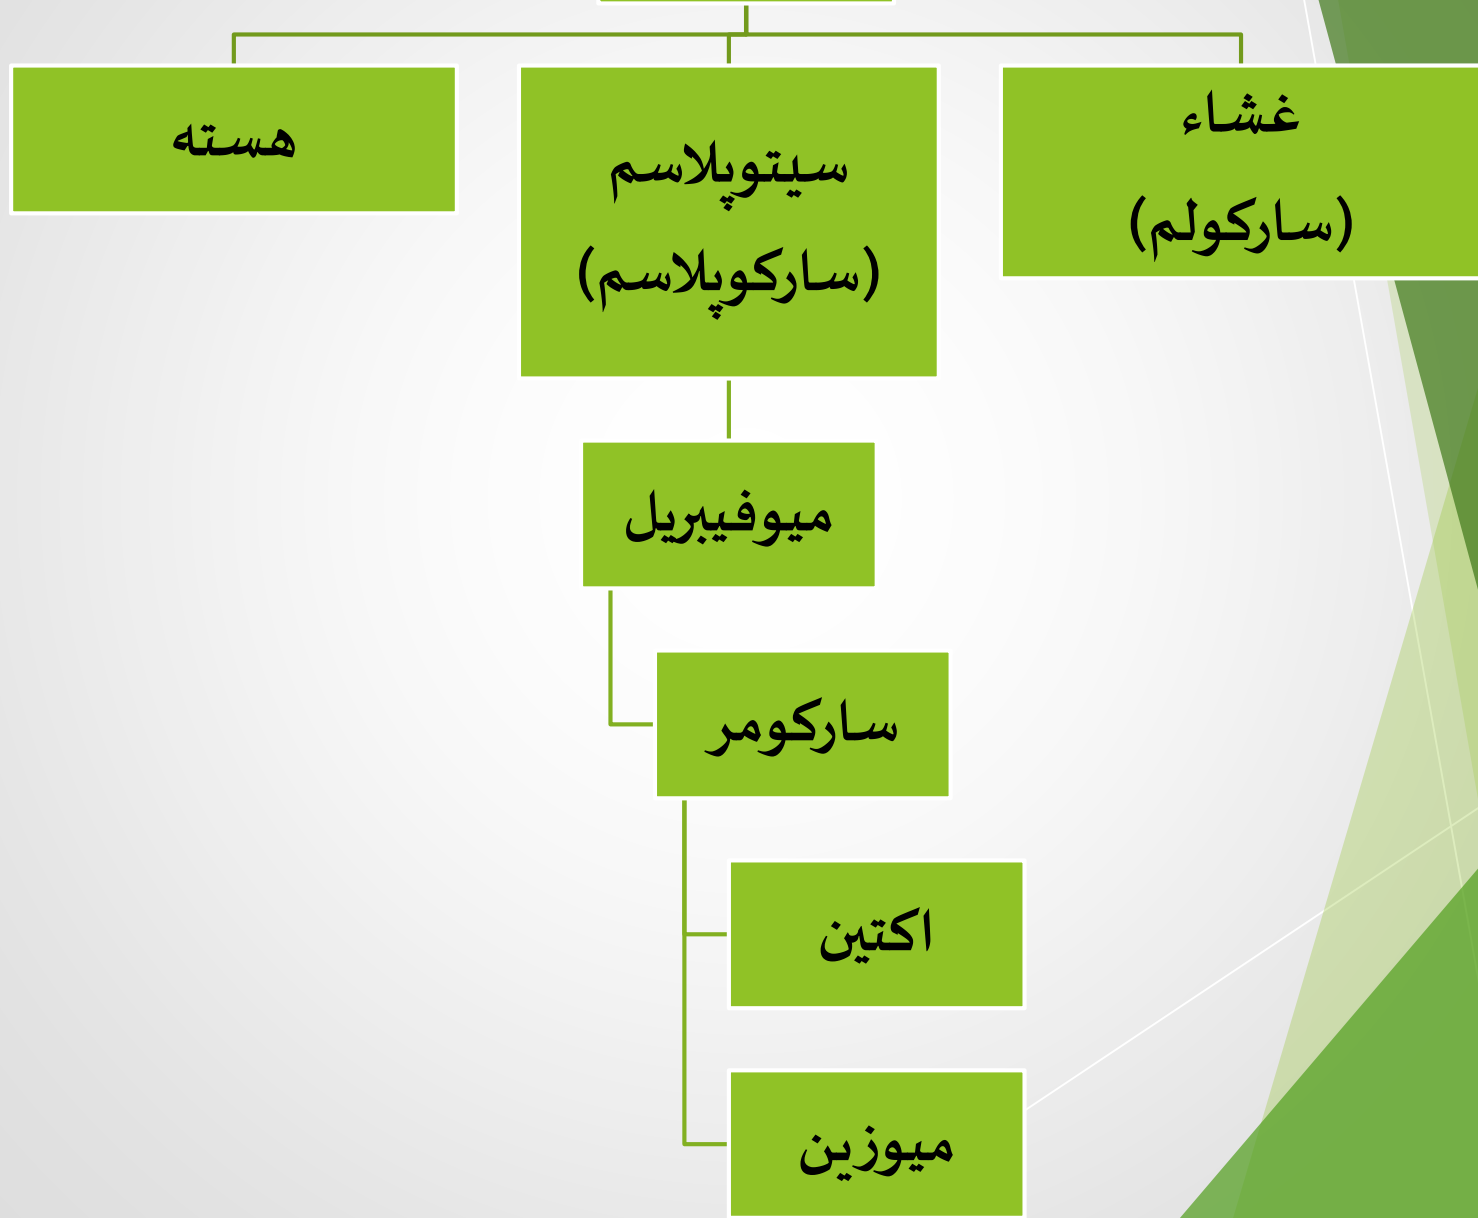 غشاء
(سارکولم)
سیتوپلاسم
(سارکوپلاسم)
هسته
میوفیبریل
سارکومر
اکتین
میوزین